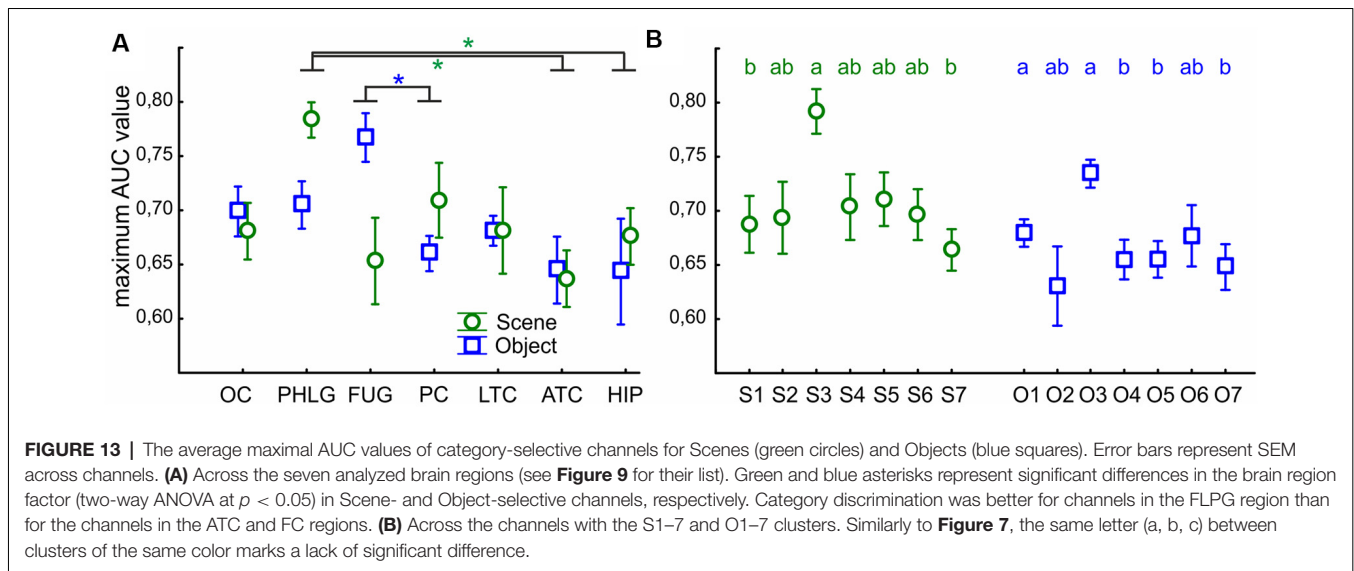 A
B
*
*
*
b ab a ab ab ab b
a ab a b b ab b
maximum AUC value
0,80
0,75
0,70
0,65
0,60
Scene
Object
OC PHLG FUG PC LTC ATC HIP
0,80
0,75
0,70
0,65
0,60
S1 S2 S3 S4 S5 S6 S7
O1 O2 O3 O4 O5 O6 O7
FIGURE 13 | The average maximal AUC values of category-selective channels for Scenes (green circles) and Objects (blue squares). Error bars represent SEM
across channels. (A) Across the seven analyzed brain regions (see Figure 9 for their list). Green and blue asterisks represent significant differences in the brain region
factor (two-way ANOVA at p < 0.05) in Scene- and Object-selective channels, respectively. Category discrimination was better for channels in the FLPG region than
for the channels in the ATC and FC regions. (B) Across the channels with the S1–7 and O1–7 clusters. Similarly to Figure 7, the same letter (a, b, c) between
clusters of the same color marks a lack of significant difference.